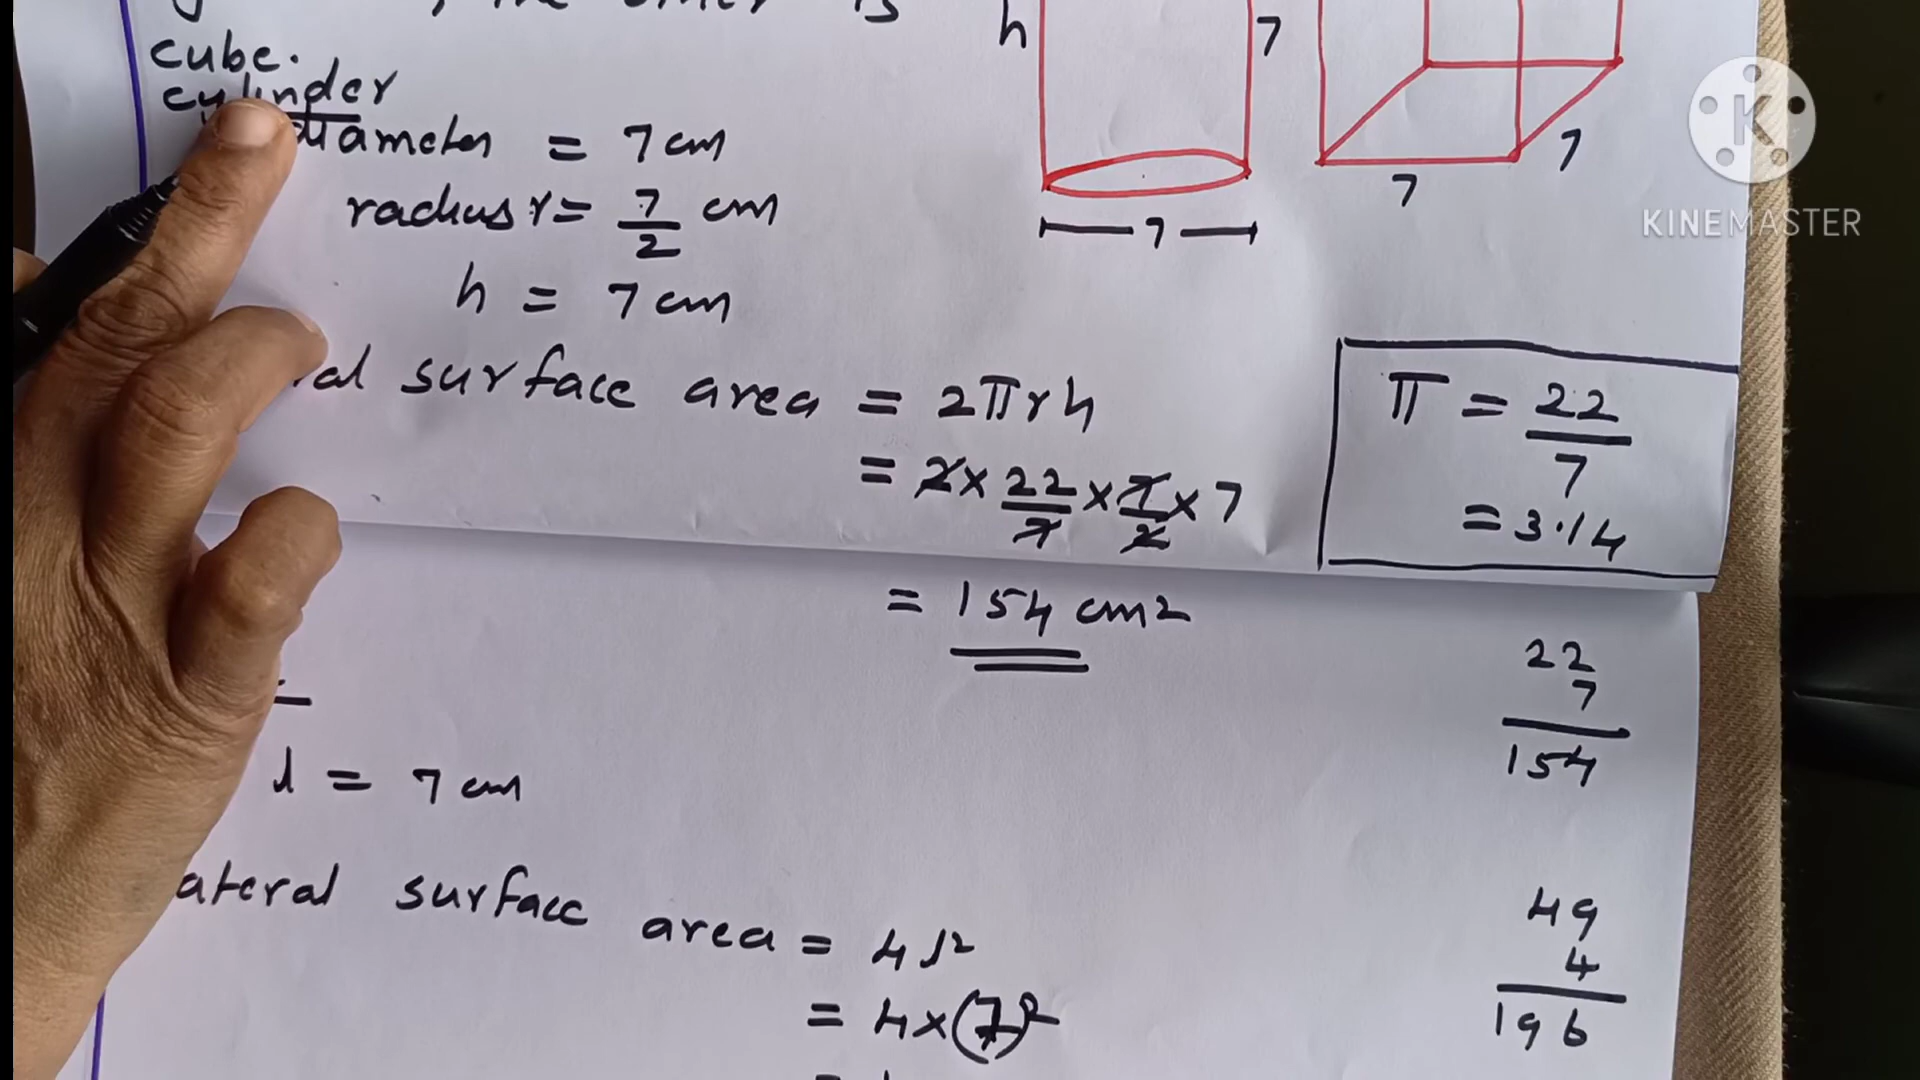 is
cube.
cylinder
diameter = 7 cm
radius r = 7/2 cm
h = 7 cm
al surface area = 2πrh
= 2 × 22/7 × 7/2 × 7
= 154 cm2
l = 7 cm
ateral surface area = 4l²
= 4×(7)²
h
7
7
7
7
π = 22/7
= 3.14
22
7
154
49
4
196
K
KINEMASTER